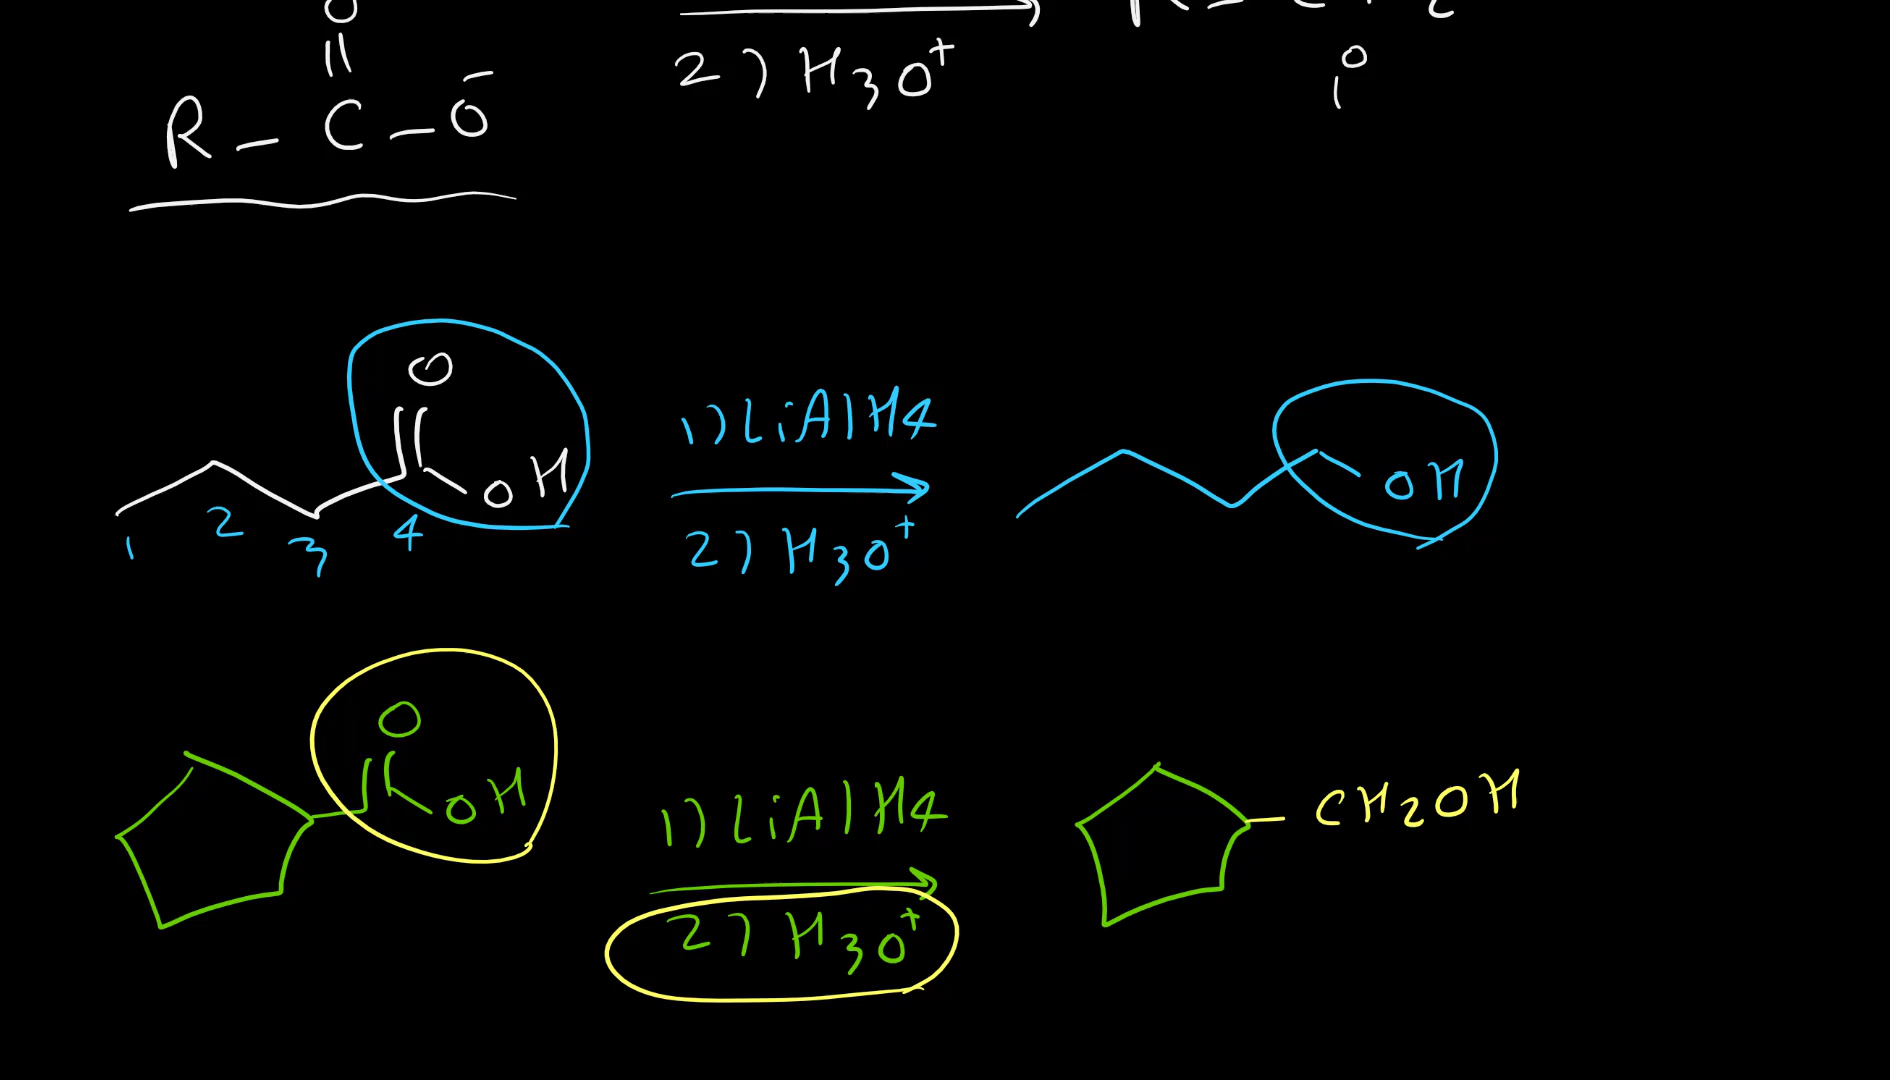 O
R - C - O⁻
2) H3O+
O
OH
1 2 3 4
1) LiAlH4
2) H3O+
OH
O
OH
1) LiAlH4
2) H3O+
CH2OH